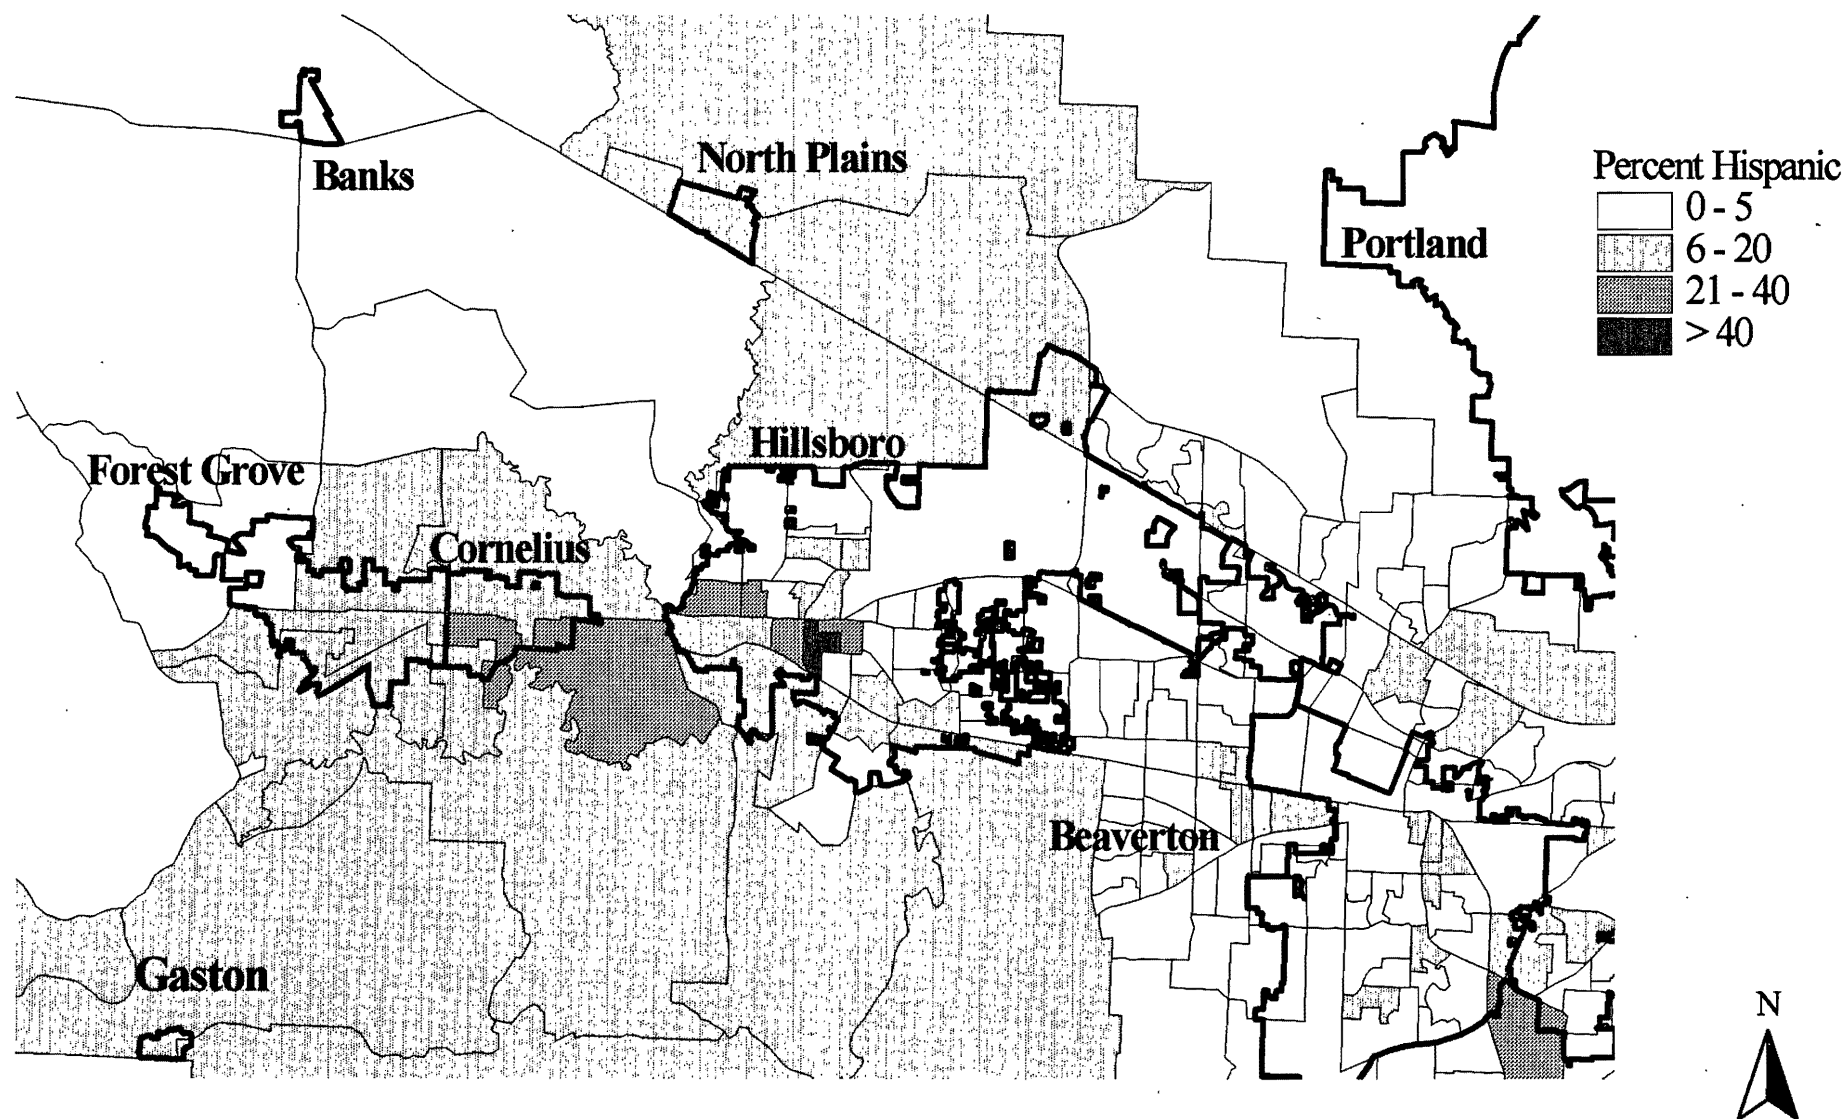 Banks
North Plains
Portland
Percent Hispanic
0 - 5
6 - 20
21 - 40
> 40
Hillsboro
Forest Grove
Cornelius
Beaverton
Gaston
N